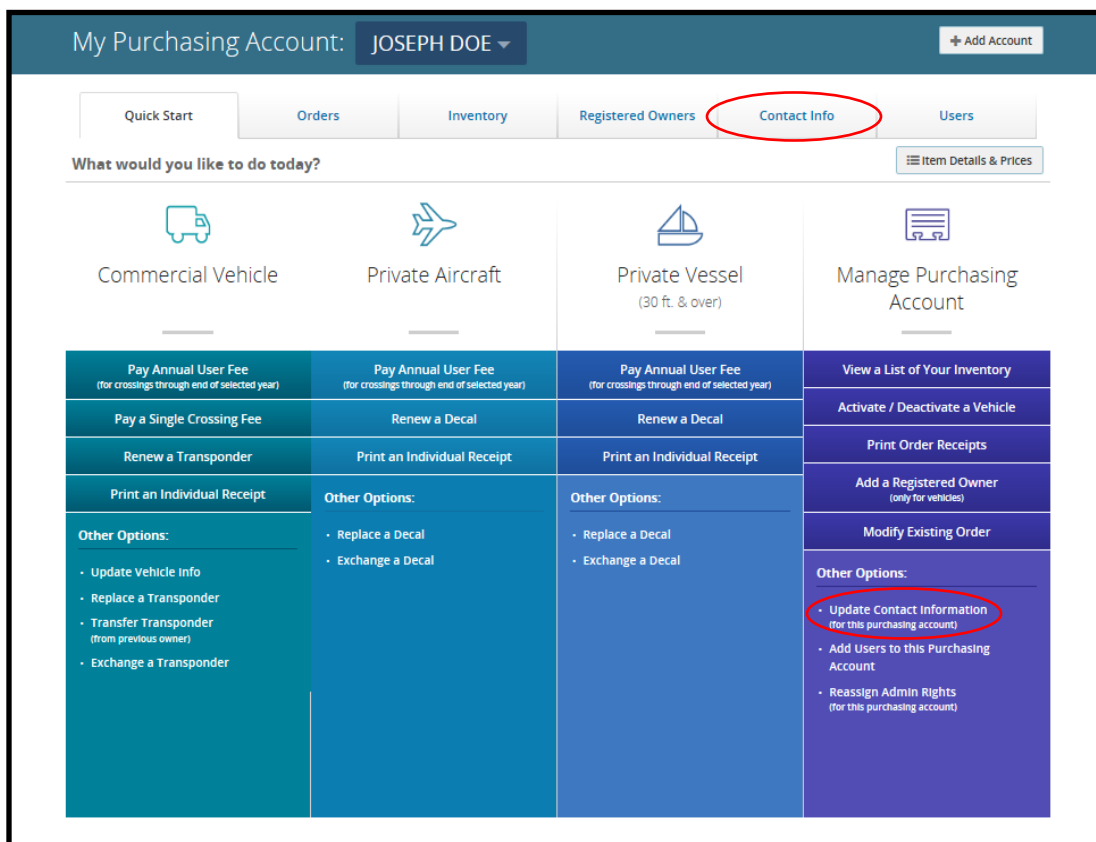 My Purchasing Account: JOSEPH DOE
+ Add Account
Quick Start
Orders
Inventory
Registered Owners
Contact Info
Users
What would you like to do today?
Item Details & Prices
Commercial Vehicle
Pay Annual User Fee
(for crossings through end of selected year)
Pay a Single Crossing Fee
Renew a Transponder
Print an Individual Receipt
Other Options:
· Update Vehicle Info
· Replace a Transponder
· Transfer Transponder
(from previous owner)
· Exchange a Transponder
Private Aircraft
Pay Annual User Fee
(for crossings through end of selected year)
Renew a Decal
Print an Individual Receipt
Other Options:
· Replace a Decal
· Exchange a Decal
Private Vessel
(30 ft. & over)
Pay Annual User Fee
(for crossings through end of selected year)
Renew a Decal
Print an Individual Receipt
Other Options:
· Replace a Decal
· Exchange a Decal
Manage Purchasing
Account
View a List of Your Inventory
Activate / Deactivate a Vehicle
Print Order Receipts
Add a Registered Owner
(only for vehicles)
Modify Existing Order
Other Options:
· Update Contact Information
(for this purchasing account)
· Add Users to this Purchasing
Account
· Reassign Admin Rights
(for this purchasing account)